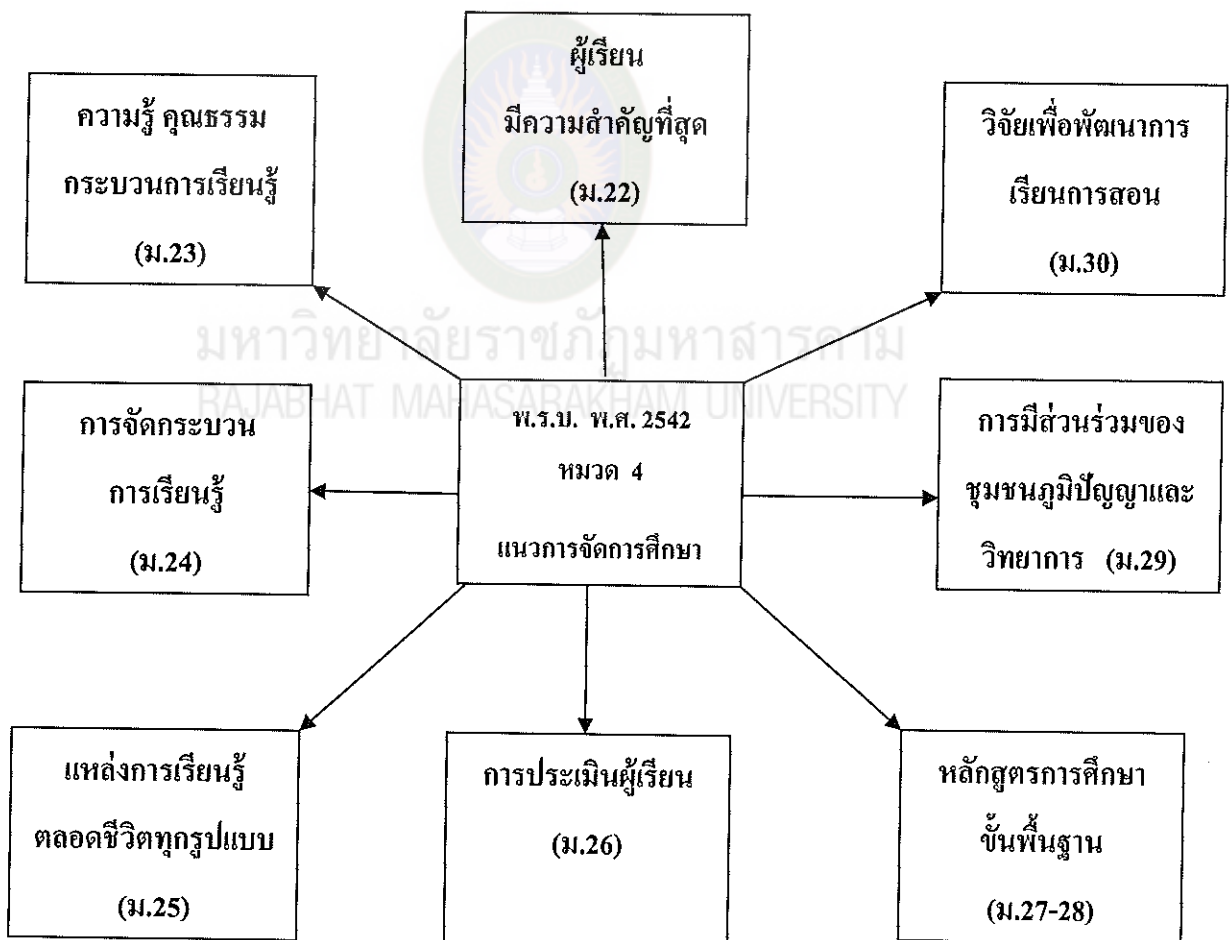 ผู้เรียน
มีความสำคัญที่สุด
(ม.22)
ความรู้ คุณธรรม
กระบวนการเรียนรู้
(ม.23)
วิจัยเพื่อพัฒนาการ
เรียนการสอน
(ม.30)
มหาวิทยาลัยราชภัฏมหาสารคาม
RAJABHAT MAHASARAKHAM UNIVERSITY
การจัดกระบวน
การเรียนรู้
(ม.24)
พ.ร.บ. พ.ศ. 2542
หมวด 4
แนวการจัดการศึกษา
การมีส่วนร่วมของ
ชุมชนภูมิปัญญาและ
วิทยาการ (ม.29)
แหล่งการเรียนรู้
ตลอดชีวิตทุกรูปแบบ
(ม.25)
การประเมินผู้เรียน
(ม.26)
หลักสูตรการศึกษา
ขั้นพื้นฐาน
(ม.27-28)